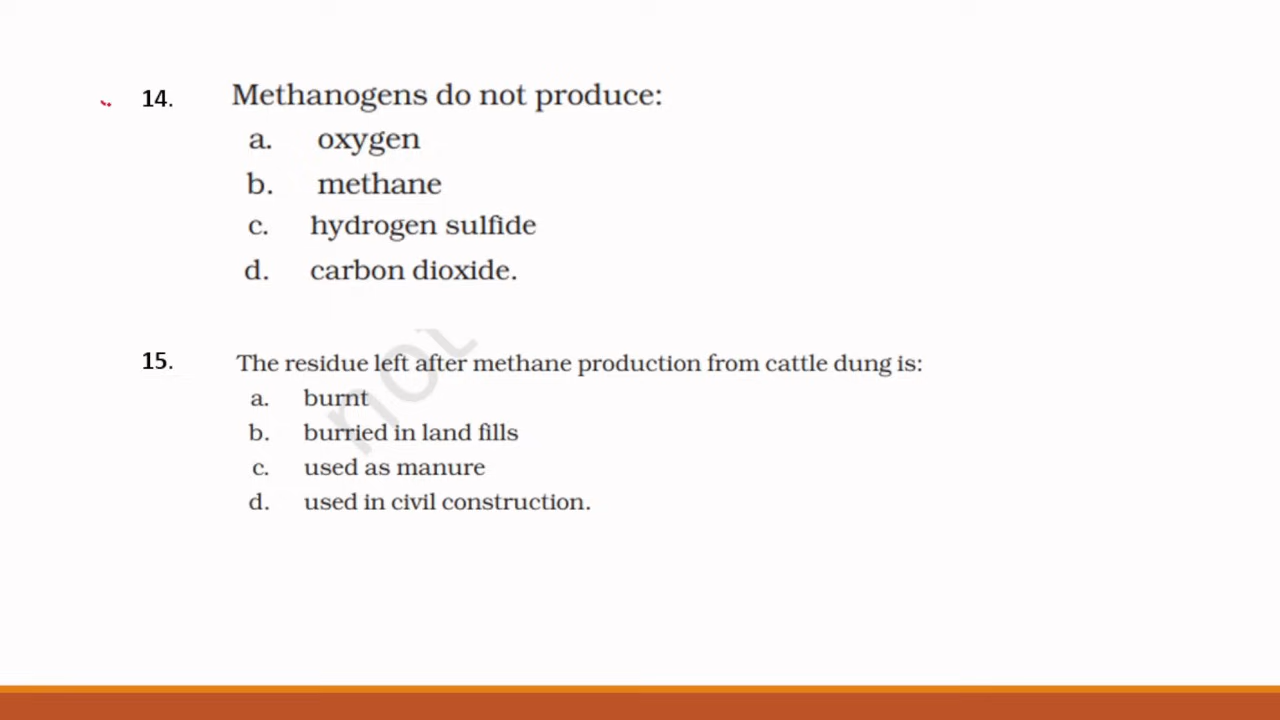 14. Methanogens do not produce:
a. oxygen
b. methane
c. hydrogen sulfide
d. carbon dioxide.
not
15. The residue left after methane production from cattle dung is:
a. burnt
b. burried in land fills
c. used as manure
d. used in civil construction.